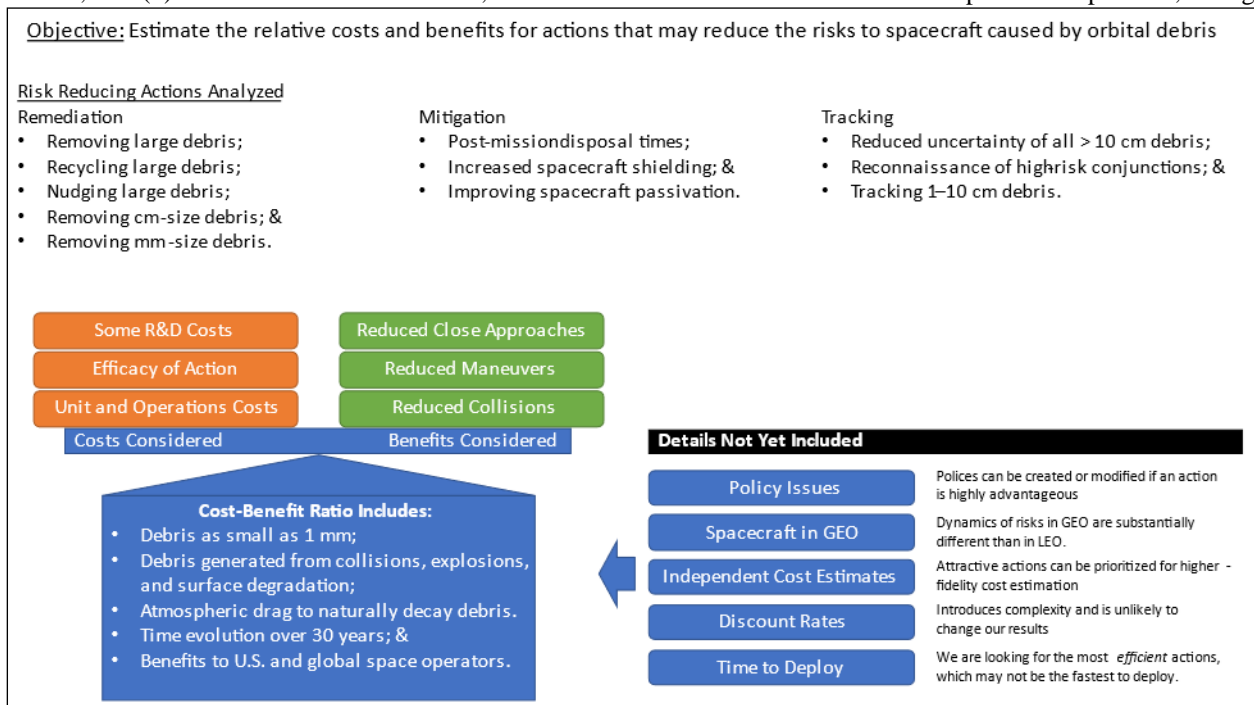 Objective: Estimate the relative costs and benefits for actions that may reduce the risks to spacecraft caused by orbital debris
Risk Reducing Actions Analyzed
Remediation
• Removing large debris;
• Recycling large debris;
• Nudging large debris;
• Removing cm-size debris; &
• Removing mm-size debris.
Mitigation
• Post-missiondisposal times;
• Increased spacecraft shielding; &
• Improving spacecraft passivation.
Tracking
• Reduced uncertainty of all > 10 cm debris;
• Reconnaissance of high-risk conjunctions; &
• Tracking 1–10 cm debris.
Some R&D Costs
Efficacy of Action
Unit and Operations Costs
Costs Considered
Reduced Close Approaches
Reduced Maneuvers
Reduced Collisions
Benefits Considered
Cost-Benefit Ratio Includes:
• Debris as small as 1 mm;
• Debris generated from collisions, explosions,
and surface degradation;
• Atmospheric drag to naturally decay debris.
• Time evolution over 30 years; &
• Benefits to U.S. and global space operators.
Details Not Yet Included
Policy Issues
Polices can be created or modified if an action
is highly advantageous
Spacecraft in GEO
Dynamics of risks in GEO are substantially
different than in LEO.
Independent Cost Estimates
Attractive actions can be prioritized for higher -
fidelity cost estimation
Discount Rates
Introduces complexity and is unlikely to
change our results
Time to Deploy
We are looking for the most efficient actions,
which may not be the fastest to deploy.